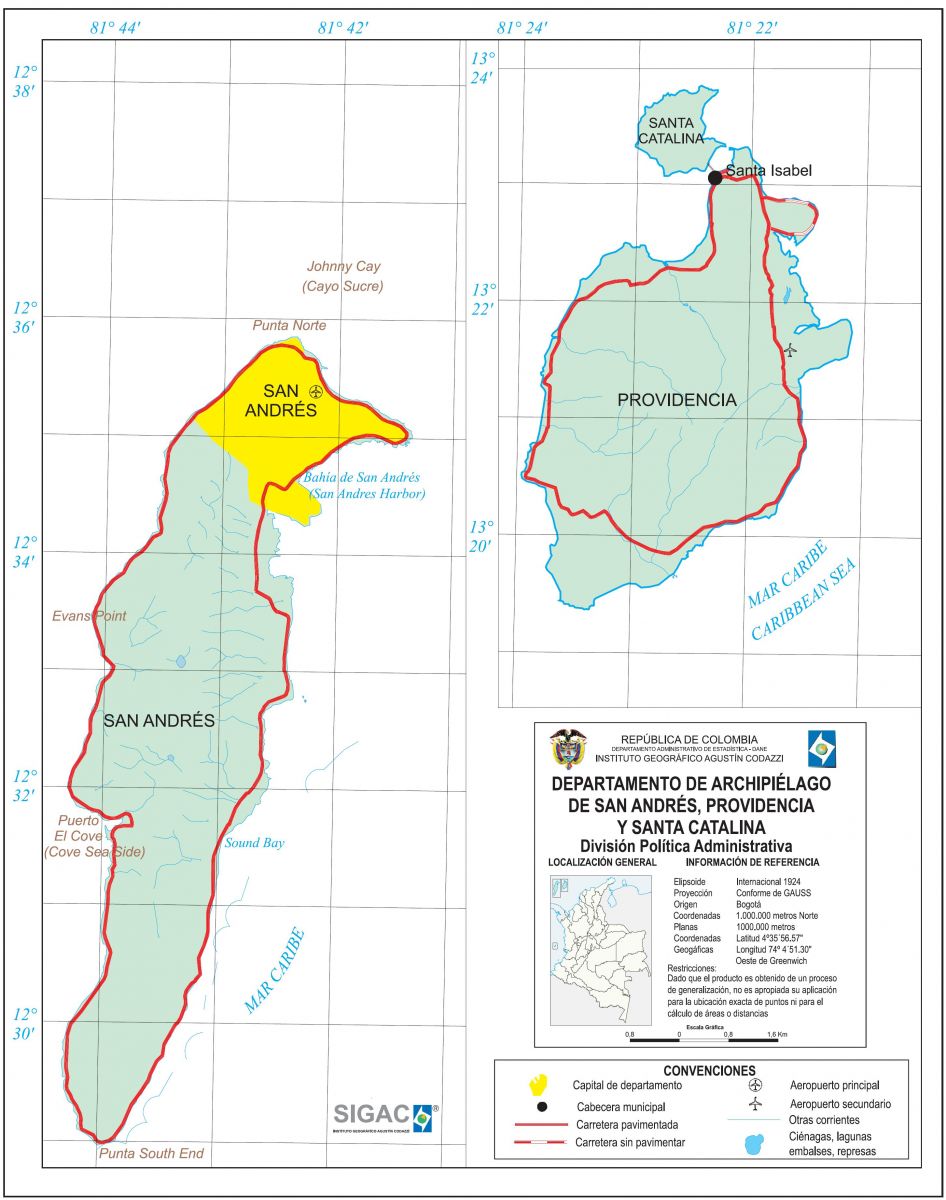 81° 44'
81° 42'
81° 24'
81° 22'
12°
38'
13°
24'
SANTA
CATALINA
Santa Isabel
Johnny Cay
(Cayo Sucre)
13°
22'
12°
36'
Punta Norte
SAN
ANDRÉS
PROVIDENCIA
Bahía de San Andrés
(San Andres Harbor)
12°
34'
13°
20'
MAR CARIBE
CARIBBEAN SEA
Evans Point
SAN ANDRÉS
12°
32'
Puerto
El Cove
(Cove Sea Side)
Sound Bay
MAR CARIBE
12°
30'
Punta South End
SIGAC®
INSTITUTO GEOGRÁFICO AGUSTÍN CODAZZI
REPÚBLICA DE COLOMBIA
DEPARTAMENTO ADMINISTRATIVO DE ESTADÍSTICA - DANE
INSTITUTO GEOGRÁFICO AGUSTÍN CODAZZI
DEPARTAMENTO DE ARCHIPIÉLAGO
DE SAN ANDRÉS, PROVIDENCIA
Y SANTA CATALINA
División Política Administrativa
LOCALIZACIÓN GENERAL
INFORMACIÓN DE REFERENCIA
Elipsoide Internacional 1924
Proyección Conforme de GAUSS
Origen Bogotá
Coordenadas 1.000.000 metros Norte
Planas 1000.000 metros
Coordenadas Latitud 4º35´56.57"
Geográficas Longitud 74º 4´51.30"
Oeste de Greenwich
Restricciones:
Dado que el producto es obtenido de un proceso
de generalización, no es apropiada su aplicación
para la ubicación exacta de puntos ni para el
cálculo de áreas o distancias
Escala Gráfica
0,8 0 0,8 1,6 Km
CONVENCIONES
Capital de departamento
Cabecera municipal
Carretera pavimentada
Carretera sin pavimentar
Aeropuerto principal
Aeropuerto secundario
Otras corrientes
Ciénagas, lagunas
embalses, represas